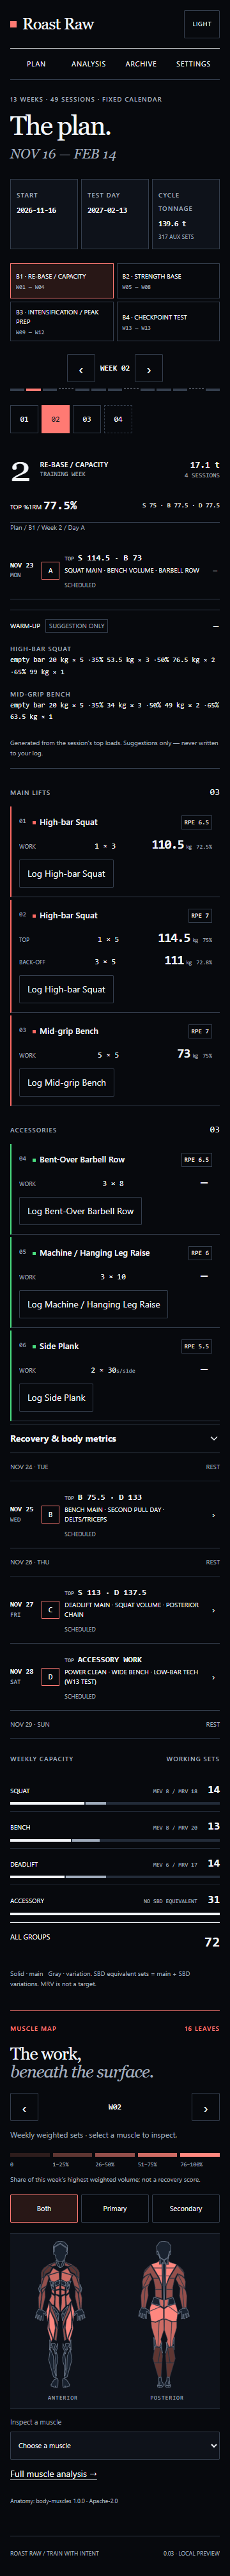 Roast Raw
LIGHT
PLAN ANALYSIS ARCHIVE SETTINGS
13 WEEKS · 49 SESSIONS · FIXED CALENDAR
The plan.
NOV 16 — FEB 14
START
2026-11-16
TEST DAY
2027-02-13
CYCLE TONNAGE
139.6 t
317 AUX SETS
B1 · RE-BASE / CAPACITY
W01 — W04
B2 · STRENGTH BASE
W05 — W08
B3 · INTENSIFICATION / PEAK PREP
W09 — W12
B4 · CHECKPOINT TEST
W13 — W13
‹ WEEK 02 ›
01 02 03 04
2
RE-BASE / CAPACITY
TRAINING WEEK
17.1 t
4 SESSIONS
TOP %1RM 77.5%
S 75 · B 77.5 · D 77.5
Plan / B1 / Week 2 / Day A
NOV 23
MON
A
TOP S 114.5 · B 73
SQUAT MAIN · BENCH VOLUME · BARBELL ROW
SCHEDULED
–
WARM-UP SUGGESTION ONLY –
HIGH-BAR SQUAT
empty bar 20 kg × 5 ·35% 53.5 kg × 3 ·50% 76.5 kg × 2
·65% 99 kg × 1
MID-GRIP BENCH
empty bar 20 kg × 5 ·35% 34 kg × 3 ·50% 49 kg × 2 ·65%
63.5 kg × 1
Generated from the session's top loads. Suggestions only — never written
to your log.
MAIN LIFTS 03
01 High-bar Squat RPE 6.5
WORK 1 × 3 110.5 kg 72.5%
Log High-bar Squat
02 High-bar Squat RPE 7
TOP 1 × 5 114.5 kg 75%
BACK-OFF 3 × 5 111 kg 72.8%
Log High-bar Squat
03 Mid-grip Bench RPE 7
WORK 5 × 5 73 kg 75%
Log Mid-grip Bench
ACCESSORIES 03
04 Bent-Over Barbell Row RPE 6.5
WORK 3 × 8 —
Log Bent-Over Barbell Row
05 Machine / Hanging Leg Raise RPE 6
WORK 3 × 10 —
Log Machine / Hanging Leg Raise
06 Side Plank RPE 5.5
WORK 2 × 30s/side —
Log Side Plank
Recovery & body metrics
NOV 24 · TUE REST
NOV 25
WED
B
TOP B 75.5 · D 133
BENCH MAIN · SECOND PULL DAY ·
DELTS/TRICEPS
SCHEDULED
›
NOV 26 · THU REST
NOV 27
FRI
C
TOP S 113 · D 137.5
DEADLIFT MAIN · SQUAT VOLUME · POSTERIOR
CHAIN
SCHEDULED
›
NOV 28
SAT
D
TOP ACCESSORY WORK
POWER CLEAN · WIDE BENCH · LOW-BAR TECH
(W13 TEST)
SCHEDULED
›
NOV 29 · SUN REST
WEEKLY CAPACITY WORKING SETS
SQUAT MEV 8 / MRV 18 14
BENCH MEV 8 / MRV 20 13
DEADLIFT MEV 6 / MRV 17 14
ACCESSORY NO SBD EQUIVALENT 31
ALL GROUPS 72
Solid · main Gray · variation. SBD equivalent sets = main + SBD
variations. MRV is not a target.
MUSCLE MAP 16 LEAVES
The work,
beneath the surface.
‹ W02 ›
Weekly weighted sets · select a muscle to inspect.
0 1–25% 26–50% 51–75% 76–100%
Share of this week's highest weighted volume; not a recovery score.
Both Primary Secondary
ANTERIOR POSTERIOR
Inspect a muscle
Choose a muscle
Full muscle analysis →
Anatomy: body-muscles 1.0.0 · Apache-2.0
ROAST RAW / TRAIN WITH INTENT 0.03 · LOCAL PREVIEW